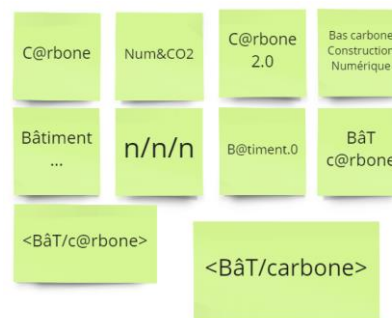 C@rbone
Num&CO2
C@rbone
2.0
Bas carbone
Construction
Numérique
Bâtiment
...
n/n/n
B@timent.0
BâT
c@rbone
<BâT/c@rbone>
<BâT/carbone>